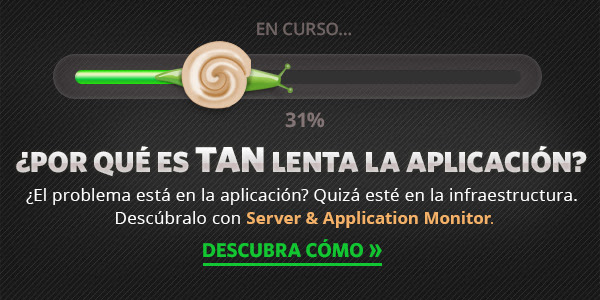 EN CURSO...
31%
¿POR QUÉ ES TAN LENTA LA APLICACIÓN?
¿El problema está en la aplicación? Quizá esté en la infraestructura.
Descúbralo con Server & Application Monitor.
DESCUBRA CÓMO »